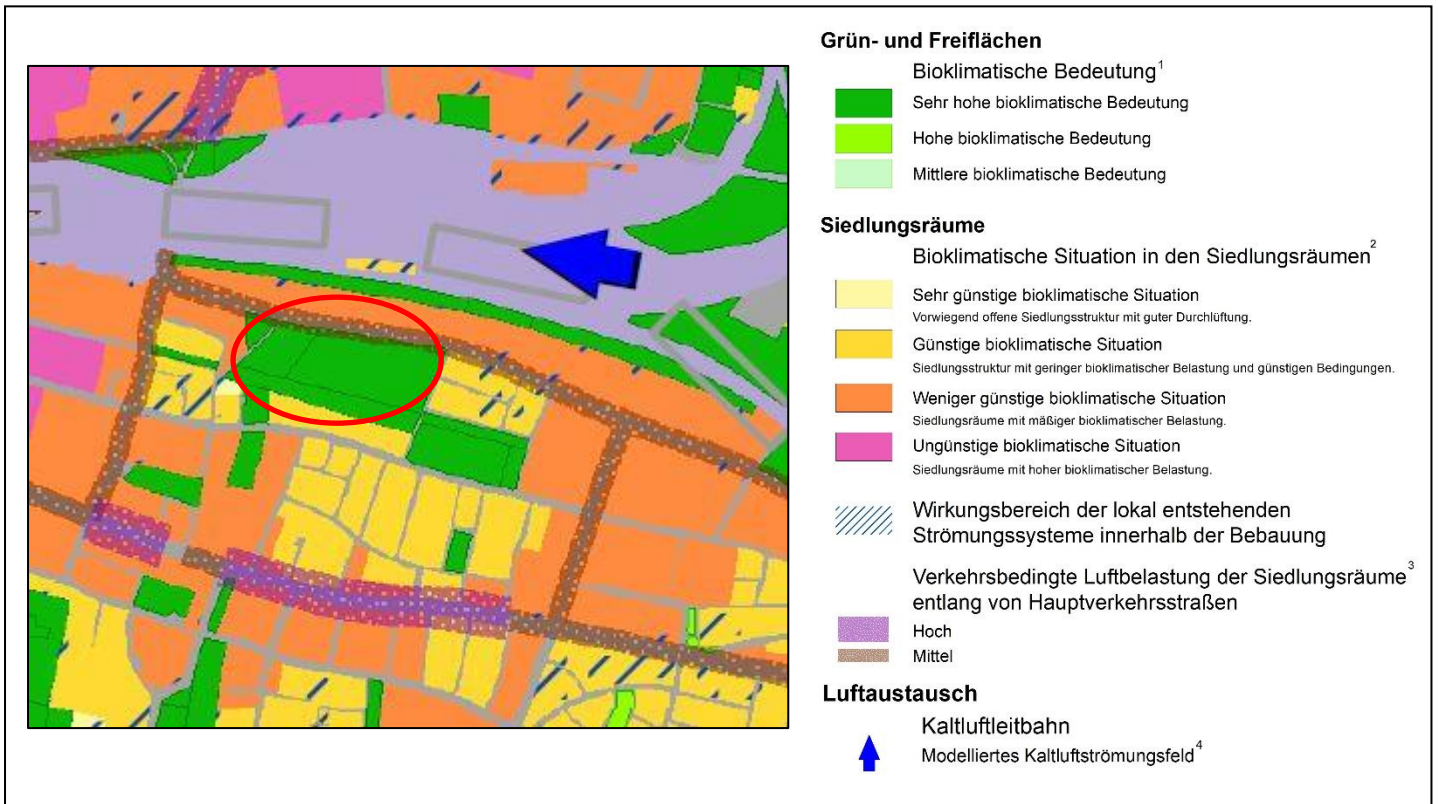 Grün- und Freiflächen
Bioklimatische Bedeutung¹
Sehr hohe bioklimatische Bedeutung
Hohe bioklimatische Bedeutung
Mittlere bioklimatische Bedeutung
Siedlungsräume
Bioklimatische Situation in den Siedlungsräumen²
Sehr günstige bioklimatische Situation
Vorwiegend offene Siedlungsstruktur mit guter Durchlüftung.
Günstige bioklimatische Situation
Siedlungsstruktur mit geringer bioklimatischer Belastung und günstigen Bedingungen.
Weniger günstige bioklimatische Situation
Siedlungsräume mit mäßiger bioklimatischer Belastung.
Ungünstige bioklimatische Situation
Siedlungsräume mit hoher bioklimatischer Belastung.
Wirkungsbereich der lokal entstehenden
Strömungssysteme innerhalb der Bebauung
Verkehrsbedingte Luftbelastung der Siedlungsräume³
entlang von Hauptverkehrsstraßen
Hoch
Mittel
Luftaustausch
Kaltluftleitbahn
Modelliertes Kaltluftströmungsfeld⁴